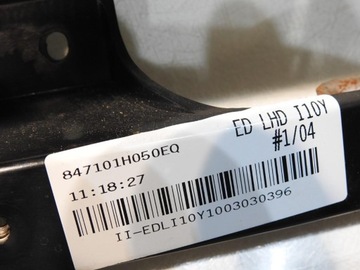 847101H050EQ
ED LHD I10Y
#1/04
11:18:27
II-EDLI10Y1003030396